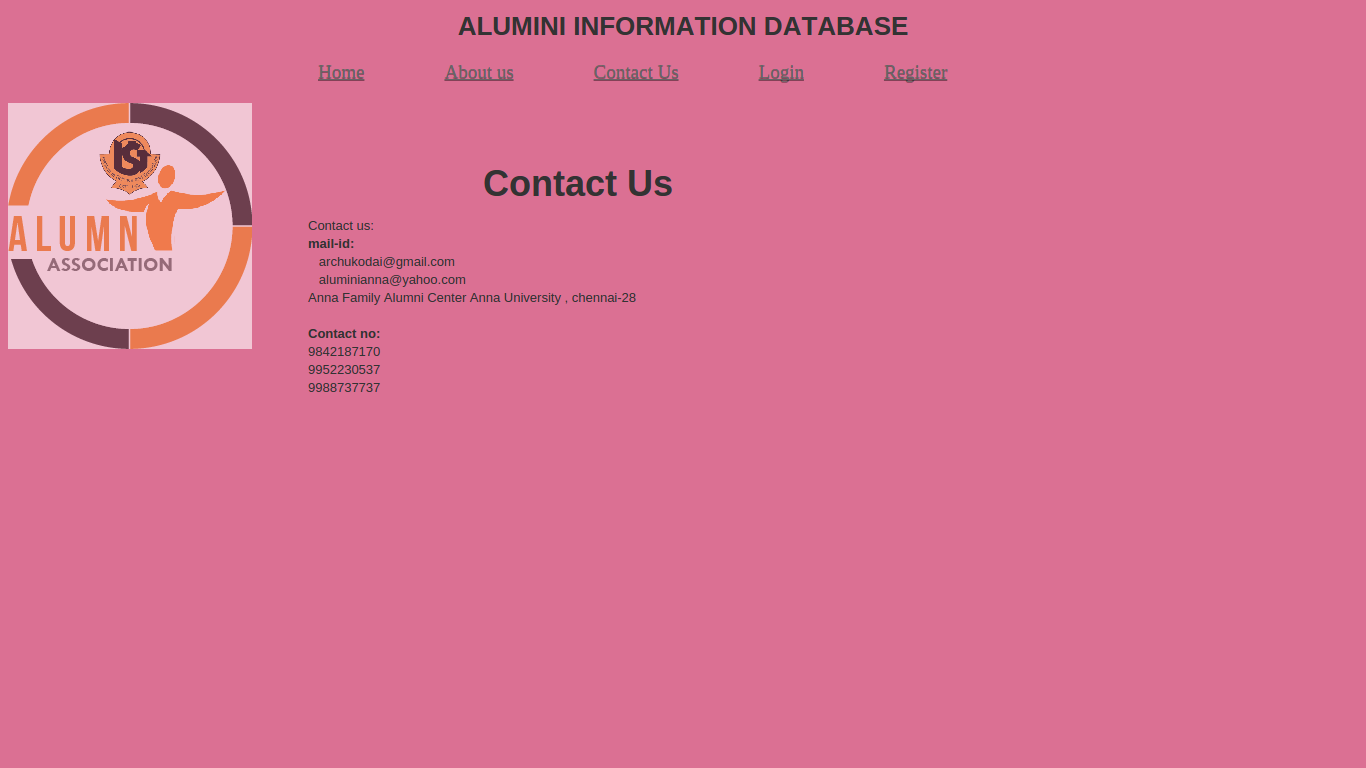 ALUMINI INFORMATION DATABASE
Home About us Contact Us Login Register
ALUMN
ASSOCIATION
Contact Us
Contact us:
mail-id:
archukodai@gmail.com
aluminianna@yahoo.com
Anna Family Alumni Center Anna University , chennai-28
Contact no:
9842187170
9952230537
9988737737